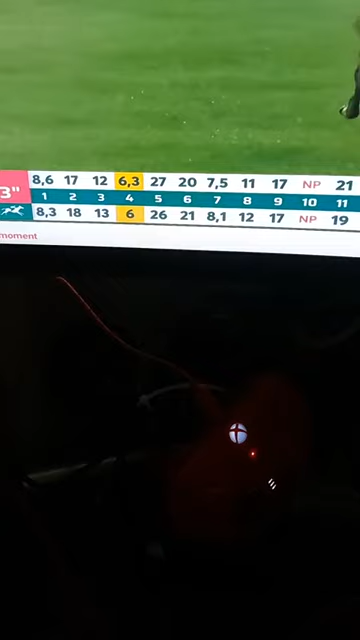 3" 8,6 17 12 6,3 27 20 7,5 11 17 NP 21
1 2 3 4 5 6 7 8 9 10 11
8,3 18 13 6 26 21 8,1 12 17 NP 19
moment